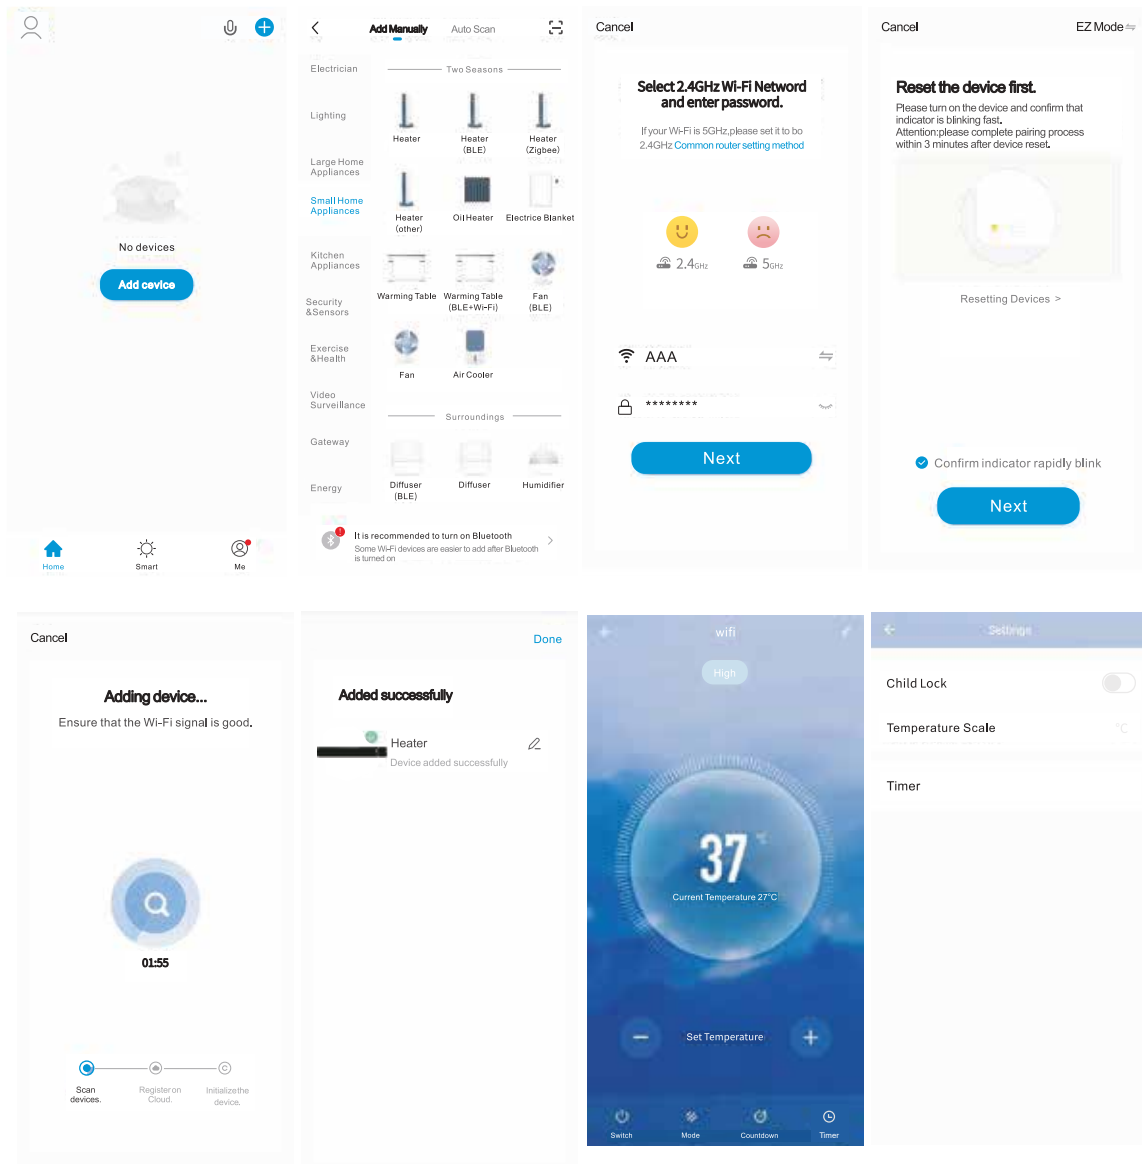 No devices
Add cevice
Home
Smart
Me
Add Manually
Auto Scan
Electrician
Lighting
Large Home
Appliances
Small Home
Appliances
Kitchen
Appliances
Security
&Sensors
Exercise
&Health
Video
Surveillance
Gateway
Energy
Two Seasons
Heater
Heater
(BLE)
Heater
(Zigbee)
Heater
(other)
Oil Heater
Electrice Blanket
Warming Table
Warming Table
(BLE+Wi-Fi)
Fan
(BLE)
Fan
Air Cooler
Surroundings
Diffuser
(BLE)
Diffuser
Humidifier
It is recommended to turn on Bluetooth
Some Wi-Fi devices are easier to add after Bluetooth
is tumed on
Cancel
Select 2.4GHz Wi-Fi Netword
and enter password.
If your Wi-Fi is 5GHz,please set it to bo
2.4GHz Common router setting method
2.4GHz
5GHz
AAA
********
Next
Cancel
EZ Mode
Reset the device first.
Please turn on the device and confirm that
indicator is blinking fast.
Attention:please complete pairing process
within 3 minutes after device reset.
Resetting Devices >
Confirm indicator rapidly blink
Next
Cancel
Adding device...
Ensure that the Wi-Fi signal is good.
01:55
Scan
devices.
Register on
Cloud.
Initializethe
device.
Done
Added successfully
Heater
Device added successfully
wifi
High
37 °C
Current Temperature 27°C
Set Temperature
Switch
Mode
Countdown
Timer
Settings
Child Lock
Temperature Scale
°C
Timer